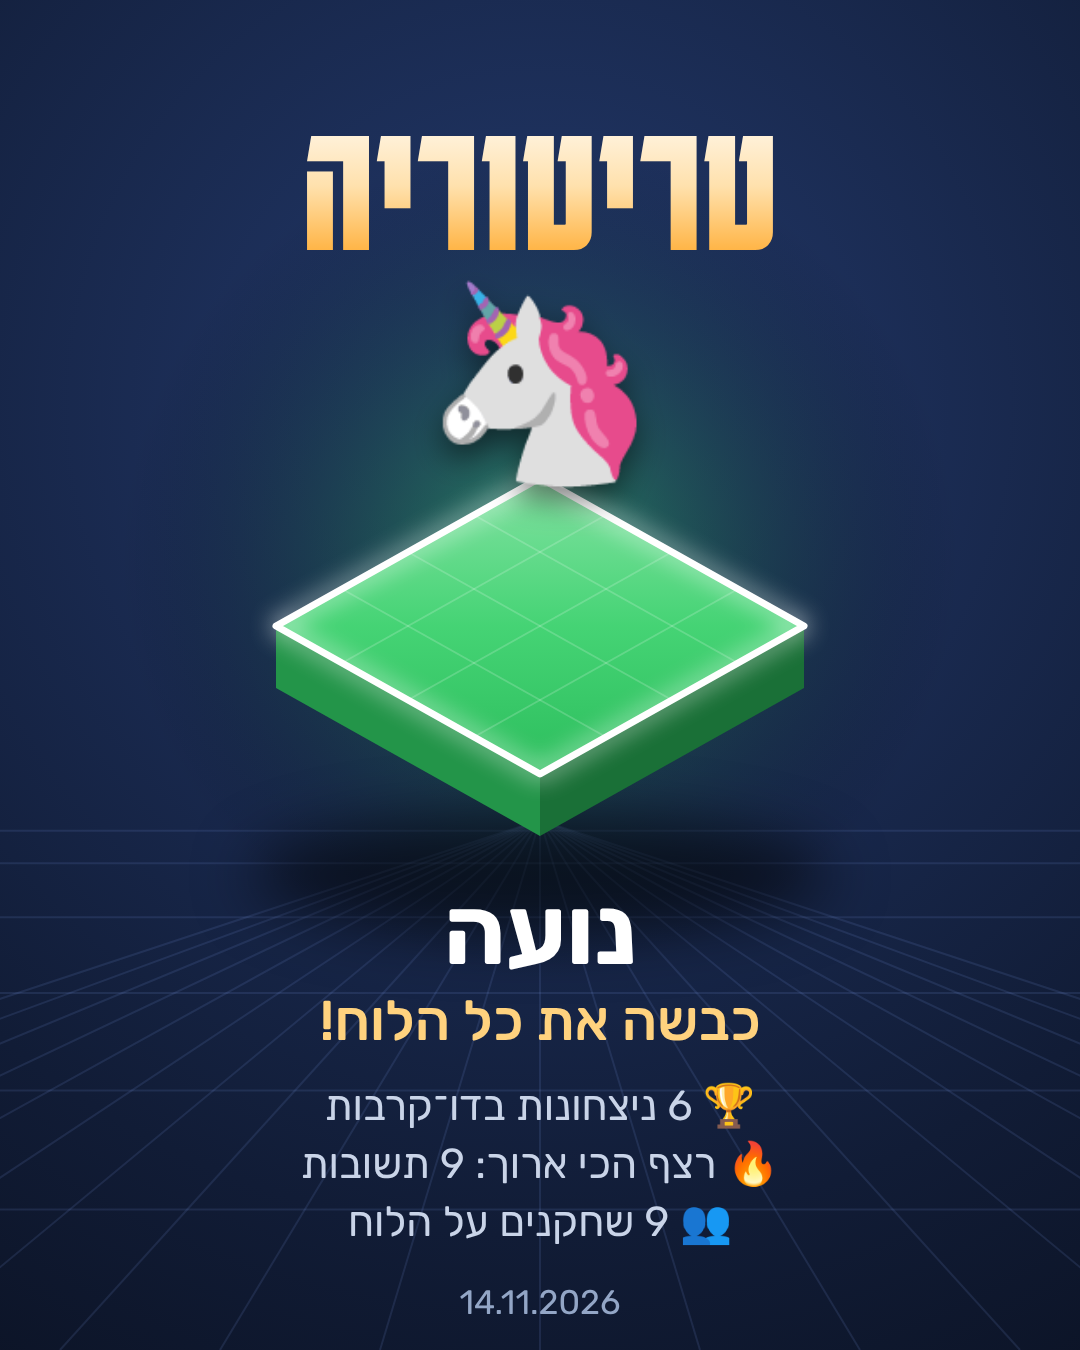 טריטוריה
נועה
כבשה את כל הלוח!
🏆 6 ניצחונות בדו־קרבות
🔥 רצף הכי ארוך: 9 תשובות
👥 9 שחקנים על הלוח
14.11.2026